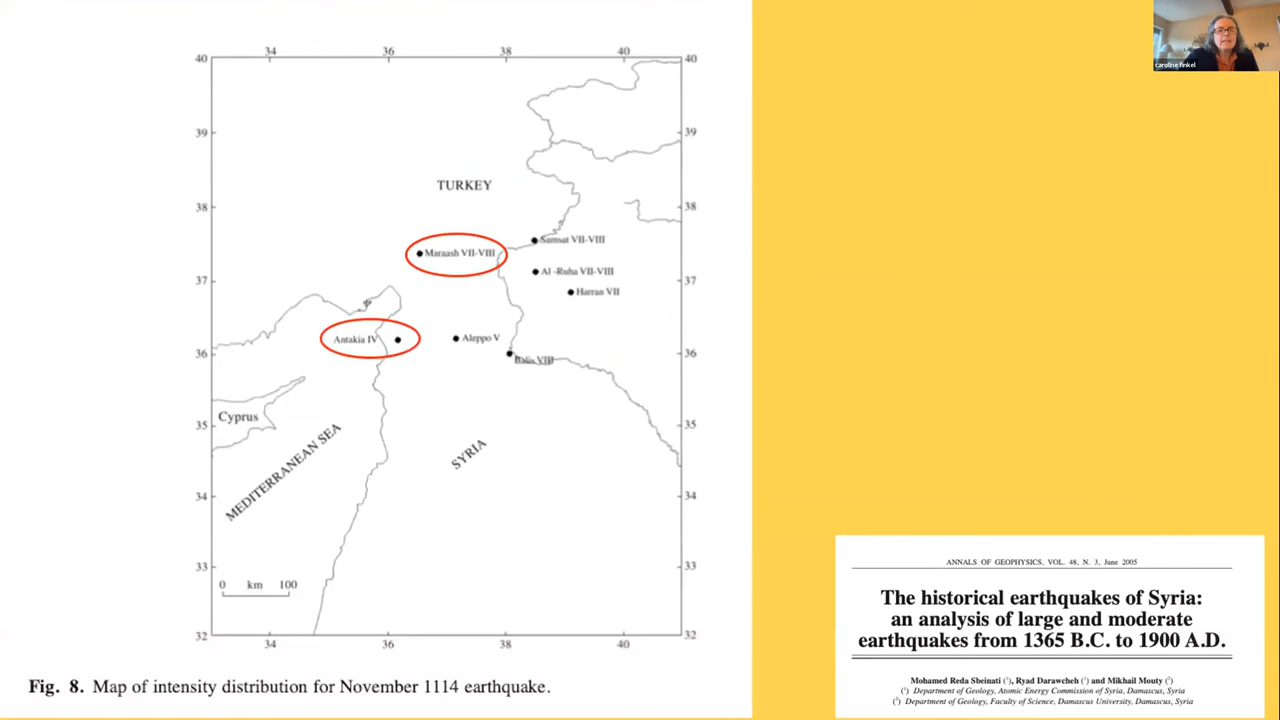 34 36 38 40
40 40
39 39
TURKEY
38 38
Samsat VII-VIII
Maraash VII-VIII
Al -Ruha VII-VIII
37 37
Harran VII
Antakia IV
Aleppo V
36 36
Balis VIII
Cyprus
35 35
MEDITERRANEAN SEA
SYRIA
34 34
33 33
0 km 100
32 32
34 36 38 40
Fig. 8. Map of intensity distribution for November 1114 earthquake.
caroline finkel
ANNALS OF GEOPHYSICS, VOL. 48, N. 3, June 2005
The historical earthquakes of Syria:
an analysis of large and moderate
earthquakes from 1365 B.C. to 1900 A.D.
Mohamed Reda Sbeinati (¹), Ryad Darawcheh (¹) and Mikhail Mouty (²)
(¹) Department of Geology, Atomic Energy Commission of Syria, Damascus, Syria
(²) Department of Geology, Faculty of Science, Damascus University, Damascus, Syria